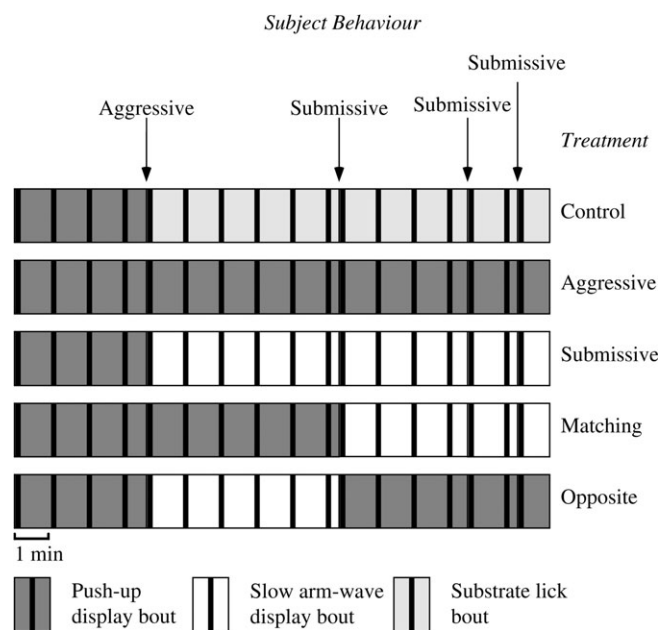 Subject Behaviour
Submissive
Aggressive
Submissive
Submissive
Treatment
Control
Aggressive
Submissive
Matching
Opposite
1 min
Push-up
display bout
Slow arm-wave
display bout
Substrate lick
bout